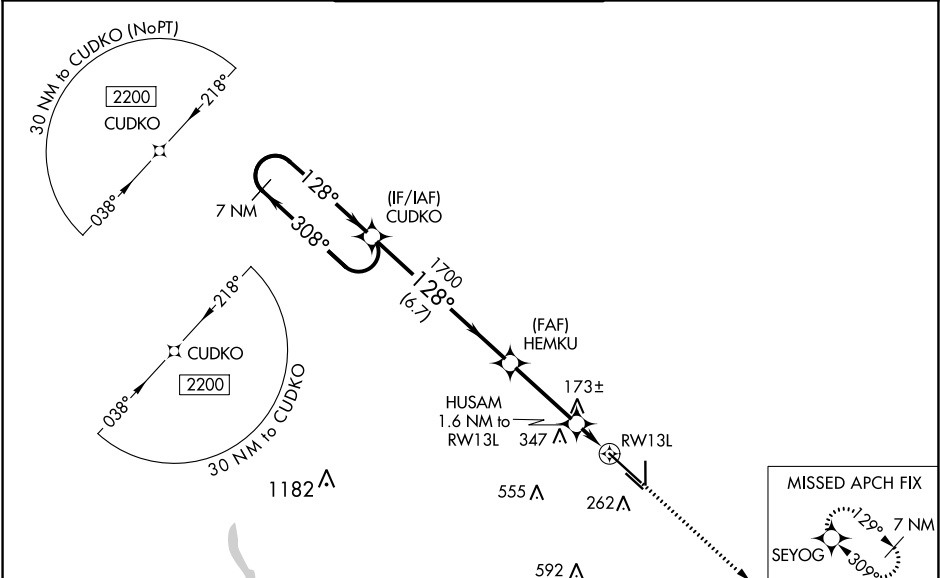 30 NM to CUDKO (NoPT)
2200
CUDKO
218°
038°
128°
7 NM
308°
(IF/IAF)
CUDKO
1700
128°
(6.7)
218°
CUDKO
2200
038°
30 NM to CUDKO
(FAF)
HEMKU
173±
HUSAM
1.6 NM to
RW13L
347
RW13L
1182
555
262
592
MISSED APCH FIX
129°
7 NM
SEYOG
309°